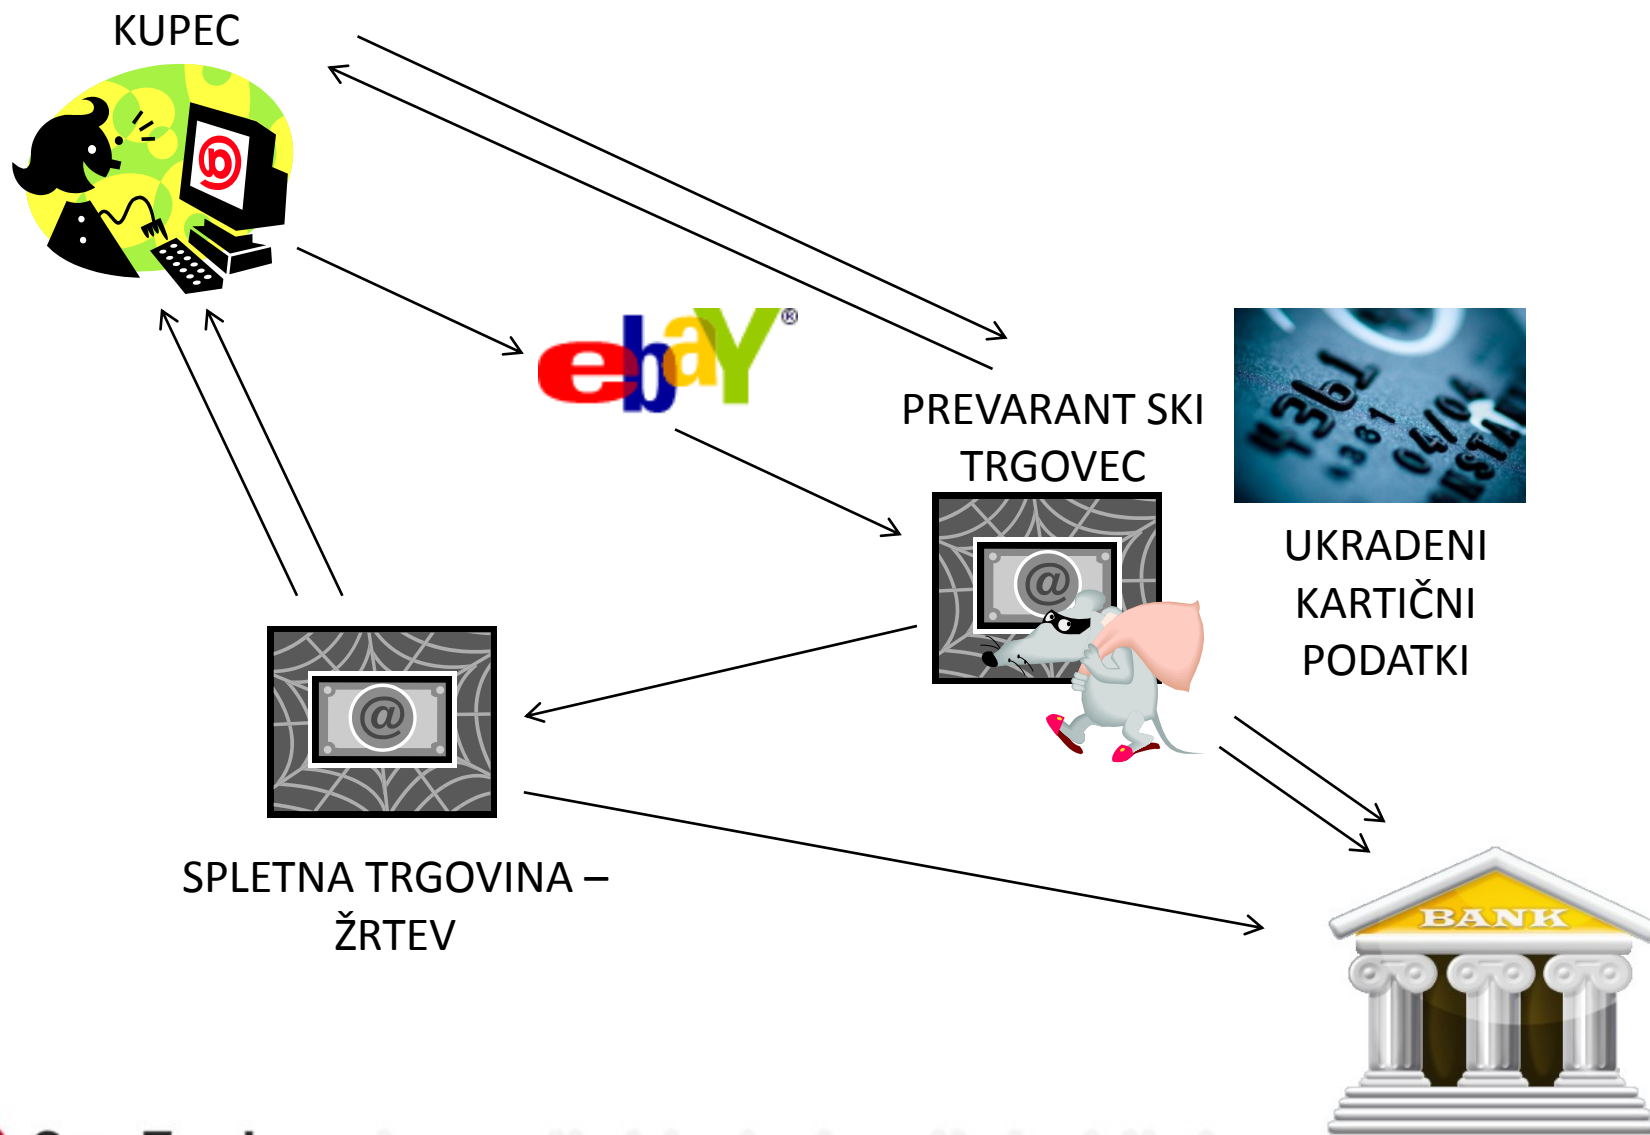 KUPEC
@
ebay®
PREVARANT SKI
TRGOVEC
@
UKRADENI
KARTIČNI
PODATKI
@
SPLETNA TRGOVINA –
ŽRTEV
BANK